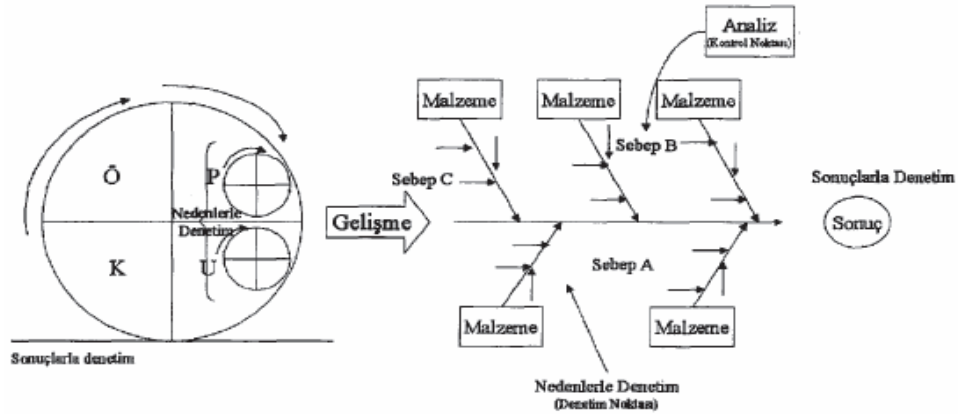 Analiz
(Kontrol Noktası)
Malzeme
Malzeme
Malzeme
Ö
P
Nedenlerle
Denetim
K
U
Sonuçlarla denetim
Gelişme
Sebep C
Sebep B
Sebep A
Sonuçlarla Denetim
Sonuç
Malzeme
Malzeme
Nedenlerle Denetim
(Denetim Noktası)